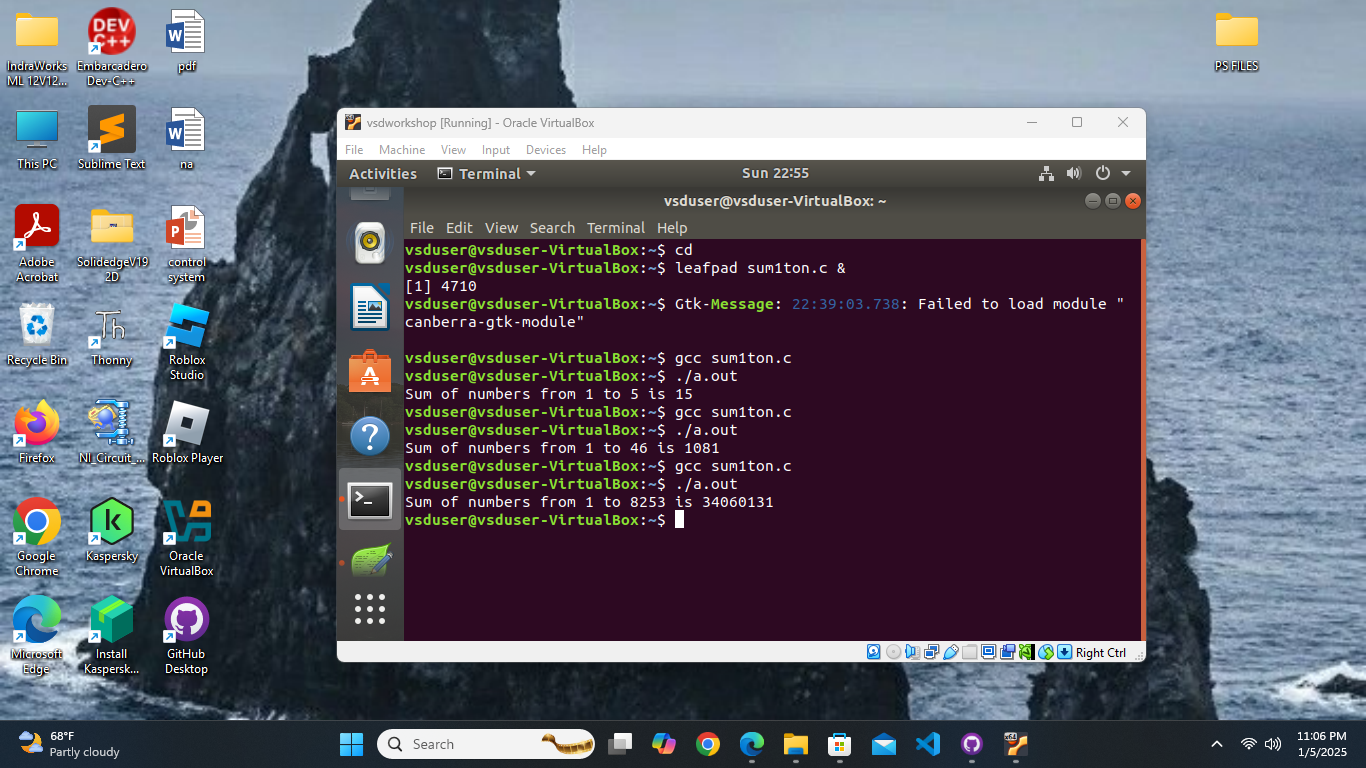 IndraWorks
ML 12V12...
Embarcadero
Dev-C++
pdf
PS FILES
This PC
Sublime Text
na
Adobe
Acrobat
SolidedgeV19
2D
control
system
Recycle Bin
Thonny
Roblox
Studio
Firefox
NI_Circuit_...
Roblox Player
Google
Chrome
Kaspersky
Oracle
VirtualBox
Microsoft
Edge
Install
Kaspersk...
GitHub
Desktop
vsdworkshop [Running] - Oracle VirtualBox
File Machine View Input Devices Help
Activities Terminal Sun 22:55
vsduser@vsduser-VirtualBox: ~
File Edit View Search Terminal Help
vsduser@vsduser-VirtualBox:~$ cd
vsduser@vsduser-VirtualBox:~$ leafpad sum1ton.c &
[1] 4710
vsduser@vsduser-VirtualBox:~$ Gtk-Message: 22:39:03.738: Failed to load module "
canberra-gtk-module"
vsduser@vsduser-VirtualBox:~$ gcc sum1ton.c
vsduser@vsduser-VirtualBox:~$ ./a.out
Sum of numbers from 1 to 5 is 15
vsduser@vsduser-VirtualBox:~$ gcc sum1ton.c
vsduser@vsduser-VirtualBox:~$ ./a.out
Sum of numbers from 1 to 46 is 1081
vsduser@vsduser-VirtualBox:~$ gcc sum1ton.c
vsduser@vsduser-VirtualBox:~$ ./a.out
Sum of numbers from 1 to 8253 is 34060131
vsduser@vsduser-VirtualBox:~$
Right Ctrl
68°F
Partly cloudy
Search
11:06 PM
1/5/2025